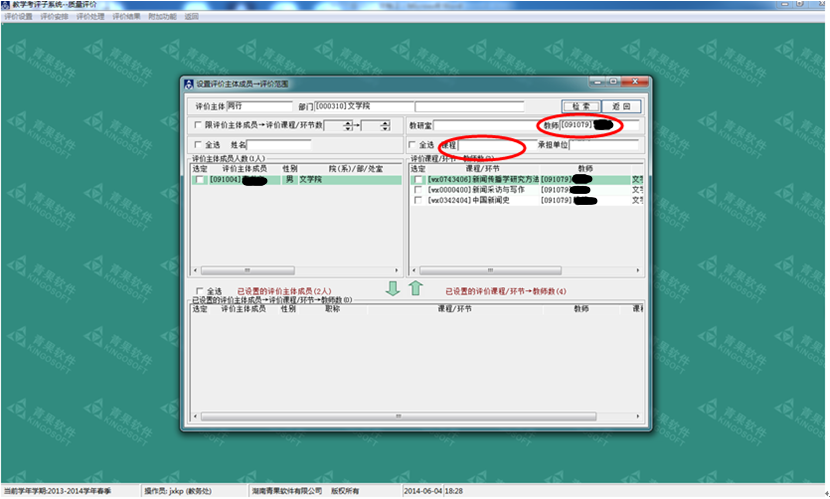 教学考评子系统--质量评价
评价设置 评价安排 评价处理 评价结果 附加功能 返回
设置评价主体成员→评价范围
评价主体 同行 部门 [000310]文学院 检 索 返 回
限评价主体成员→评价课程/环节数 → 教研室 教师 [091079]
全选 姓名 全选 课程 承担单位
评价主体成员人数(1人) 评价课程/环节→教师数(3)
选定 评价主体成员 性别 院(系)/部/处室 选定 课程/环节 教师
[091004] 男 文学院 [wx0743406]新闻传播学研究方法 [091079] 文学
[wx0000400]新闻采访与写作 [091079] 文学
[wx0342404]中国新闻史 [091079] 文学
全选 已设置的评价主体成员(2人) 已设置的评价课程/环节→教师数(4)
已设置的评价主体成员→评价课程/环节→教师数(0)
选定 评价主体成员 性别 职称 课程/环节 教师 课程
当前学年学期:2013-2014学年春季 操作员: jxkp (教务处) 湖南青果软件有限公司 版权所有 2014-06-04 18:28
青果软件
KINGOSOFT